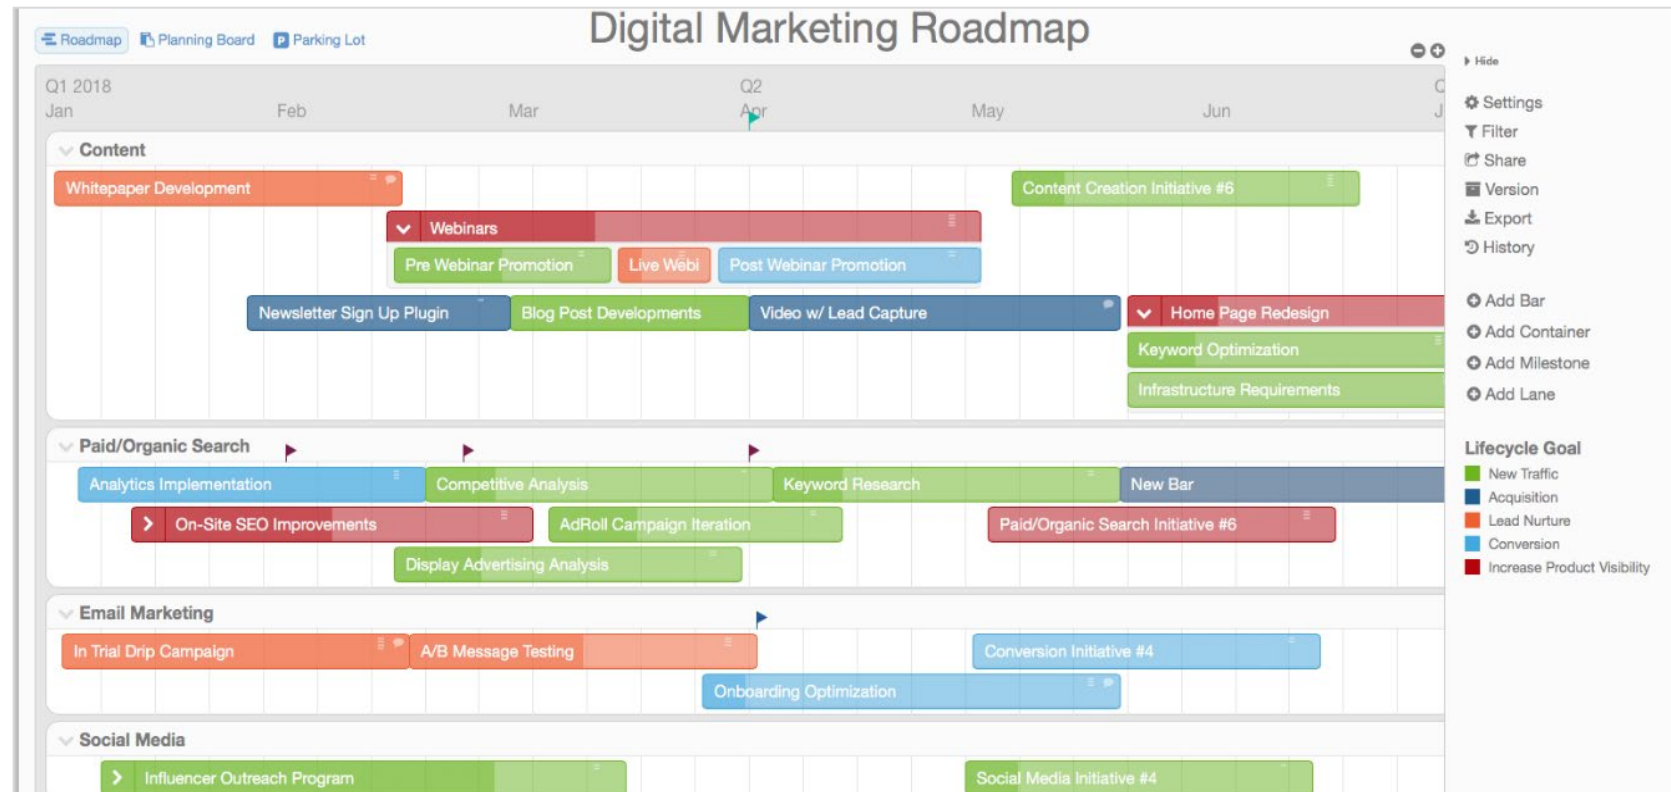 Digital Marketing Roadmap
Roadmap Planning Board Parking Lot
Hide
Q1 2018 Q2
Jan Feb Mar Apr May Jun
Settings
Filter
Share
Version
Export
History
Add Bar
Add Container
Add Milestone
Add Lane
Lifecycle Goal
New Traffic
Acquisition
Lead Nurture
Conversion
Increase Product Visibility
Content
Whitepaper Development Content Creation Initiative #6
Webinars
Pre Webinar Promotion Live Webi Post Webinar Promotion
Newsletter Sign Up Plugin Blog Post Developments Video w/ Lead Capture Home Page Redesign
Keyword Optimization
Infrastructure Requirements
Paid/Organic Search
Analytics Implementation Competitive Analysis Keyword Research New Bar
On-Site SEO Improvements AdRoll Campaign Iteration Paid/Organic Search Initiative #6
Display Advertising Analysis
Email Marketing
In Trial Drip Campaign A/B Message Testing Conversion Initiative #4
Onboarding Optimization
Social Media
Influencer Outreach Program Social Media Initiative #4